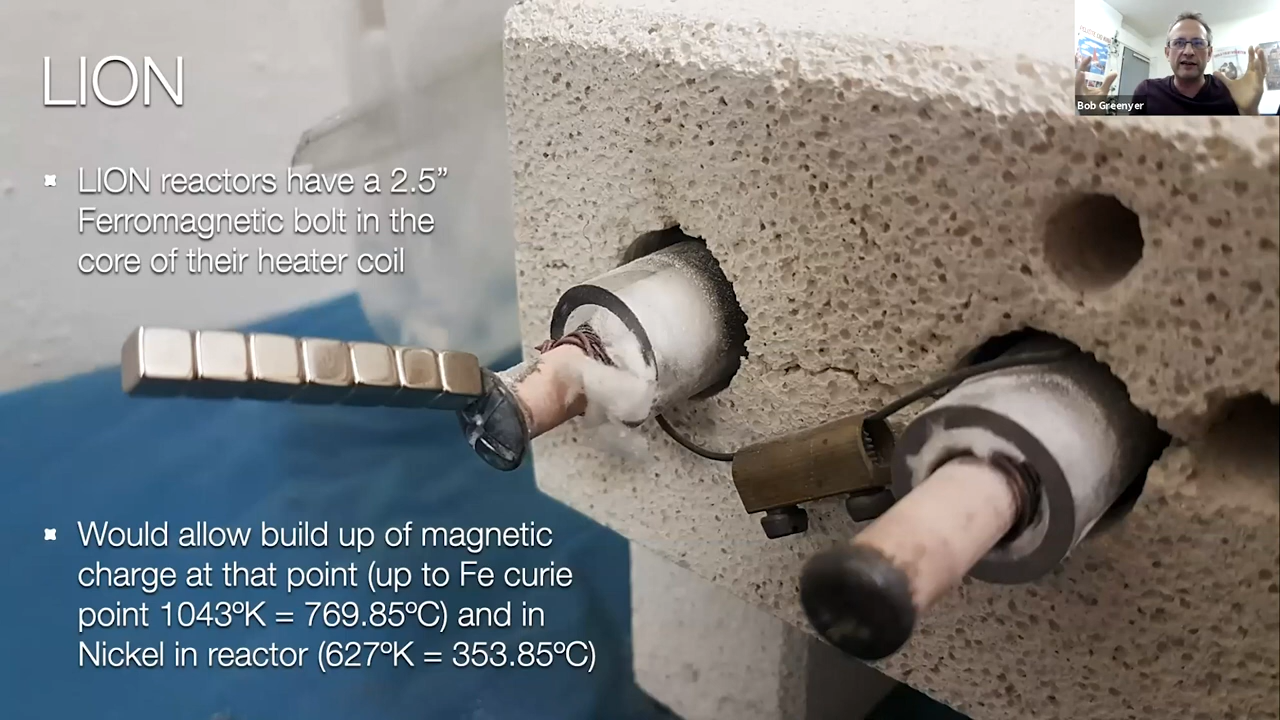 LION
LION reactors have a 2.5”
Ferromagnetic bolt in the
core of their heater coil
Would allow build up of magnetic
charge at that point (up to Fe curie
point 1043ºK = 769.85ºC) and in
Nickel in reactor (627ºK = 353.85ºC)
Bob Greenyer